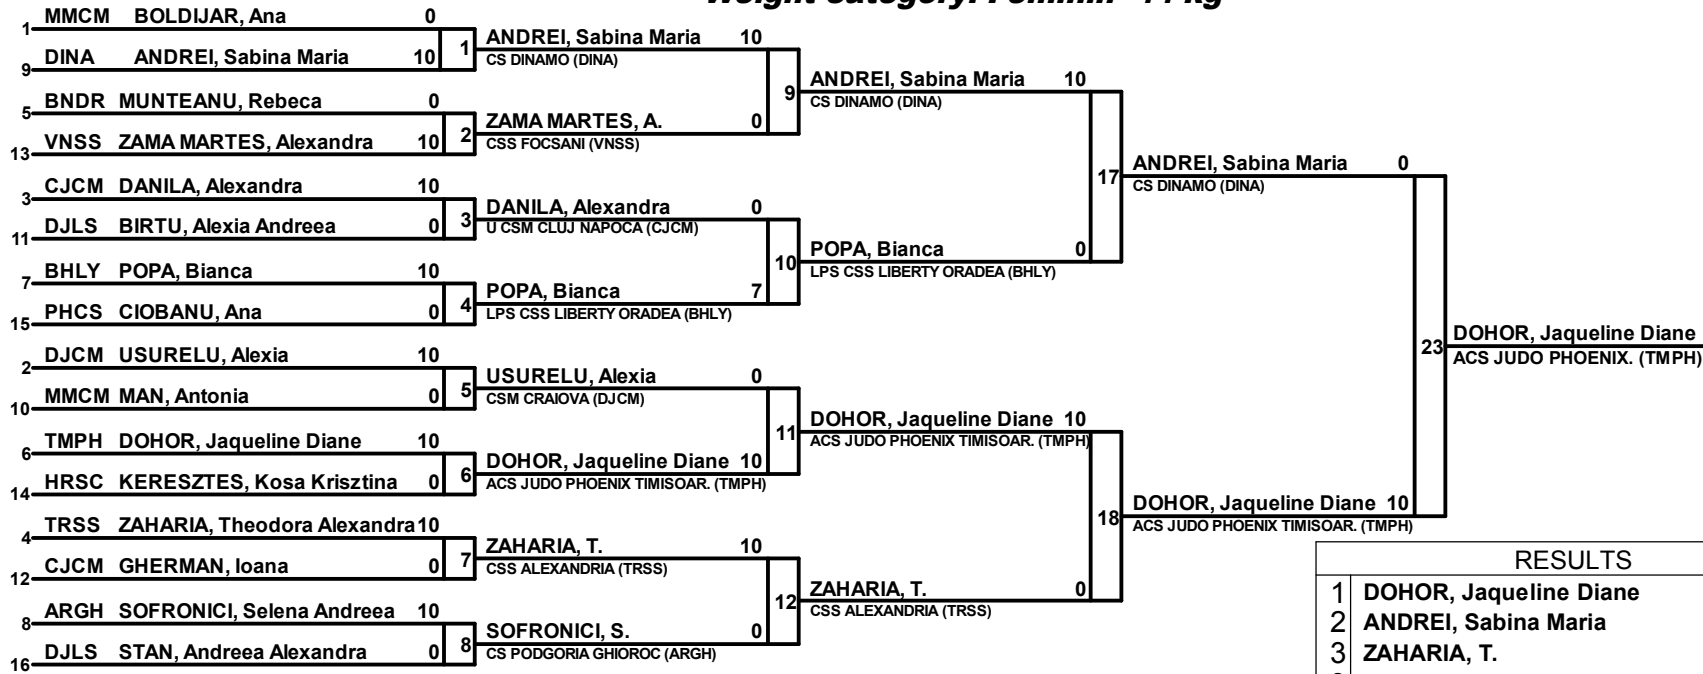 Weight category: Feminin -44 kg
1 MMCM BOLDIJAR, Ana 0
9 DINA ANDREI, Sabina Maria 10
1
5 BNDR MUNTEANU, Rebeca 0
13 VNSS ZAMA MARTES, Alexandra 10
2
3 CJCM DANILA, Alexandra 10
11 DJLS BIRTU, Alexia Andreea 0
3
7 BHLY POPA, Bianca 10
15 PHCS CIOBANU, Ana 0
4
2 DJCM USURELU, Alexia 10
10 MMCM MAN, Antonia 0
5
6 TMPH DOHOR, Jaqueline Diane 10
14 HRSC KERESZTES, Kosa Krisztina 0
6
4 TRSS ZAHARIA, Theodora Alexandra 10
12 CJCM GHERMAN, Ioana 0
7
8 ARGH SOFRONICI, Selena Andreea 10
16 DJLS STAN, Andreea Alexandra 0
8
ANDREI, Sabina Maria 10
CS DINAMO (DINA)
9
ZAMA MARTES, A. 0
CSS FOCSANI (VNSS)
DANILA, Alexandra 0
U CSM CLUJ NAPOCA (CJCM)
10
POPA, Bianca 7
LPS CSS LIBERTY ORADEA (BHLY)
USURELU, Alexia 0
CSM CRAIOVA (DJCM)
11
DOHOR, Jaqueline Diane 10
ACS JUDO PHOENIX TIMISOAR. (TMPH)
ZAHARIA, T. 10
CSS ALEXANDRIA (TRSS)
12
SOFRONICI, S. 0
CS PODGORIA GHIOROC (ARGH)
ANDREI, Sabina Maria 10
CS DINAMO (DINA)
17
POPA, Bianca 0
LPS CSS LIBERTY ORADEA (BHLY)
DOHOR, Jaqueline Diane 10
ACS JUDO PHOENIX TIMISOAR. (TMPH)
18
ZAHARIA, T. 0
CSS ALEXANDRIA (TRSS)
ANDREI, Sabina Maria 0
CS DINAMO (DINA)
23
DOHOR, Jaqueline Diane 10
ACS JUDO PHOENIX TIMISOAR. (TMPH)
DOHOR, Jaqueline Diane
ACS JUDO PHOENIX. (TMPH)
RESULTS
1 DOHOR, Jaqueline Diane
2 ANDREI, Sabina Maria
3 ZAHARIA, T.